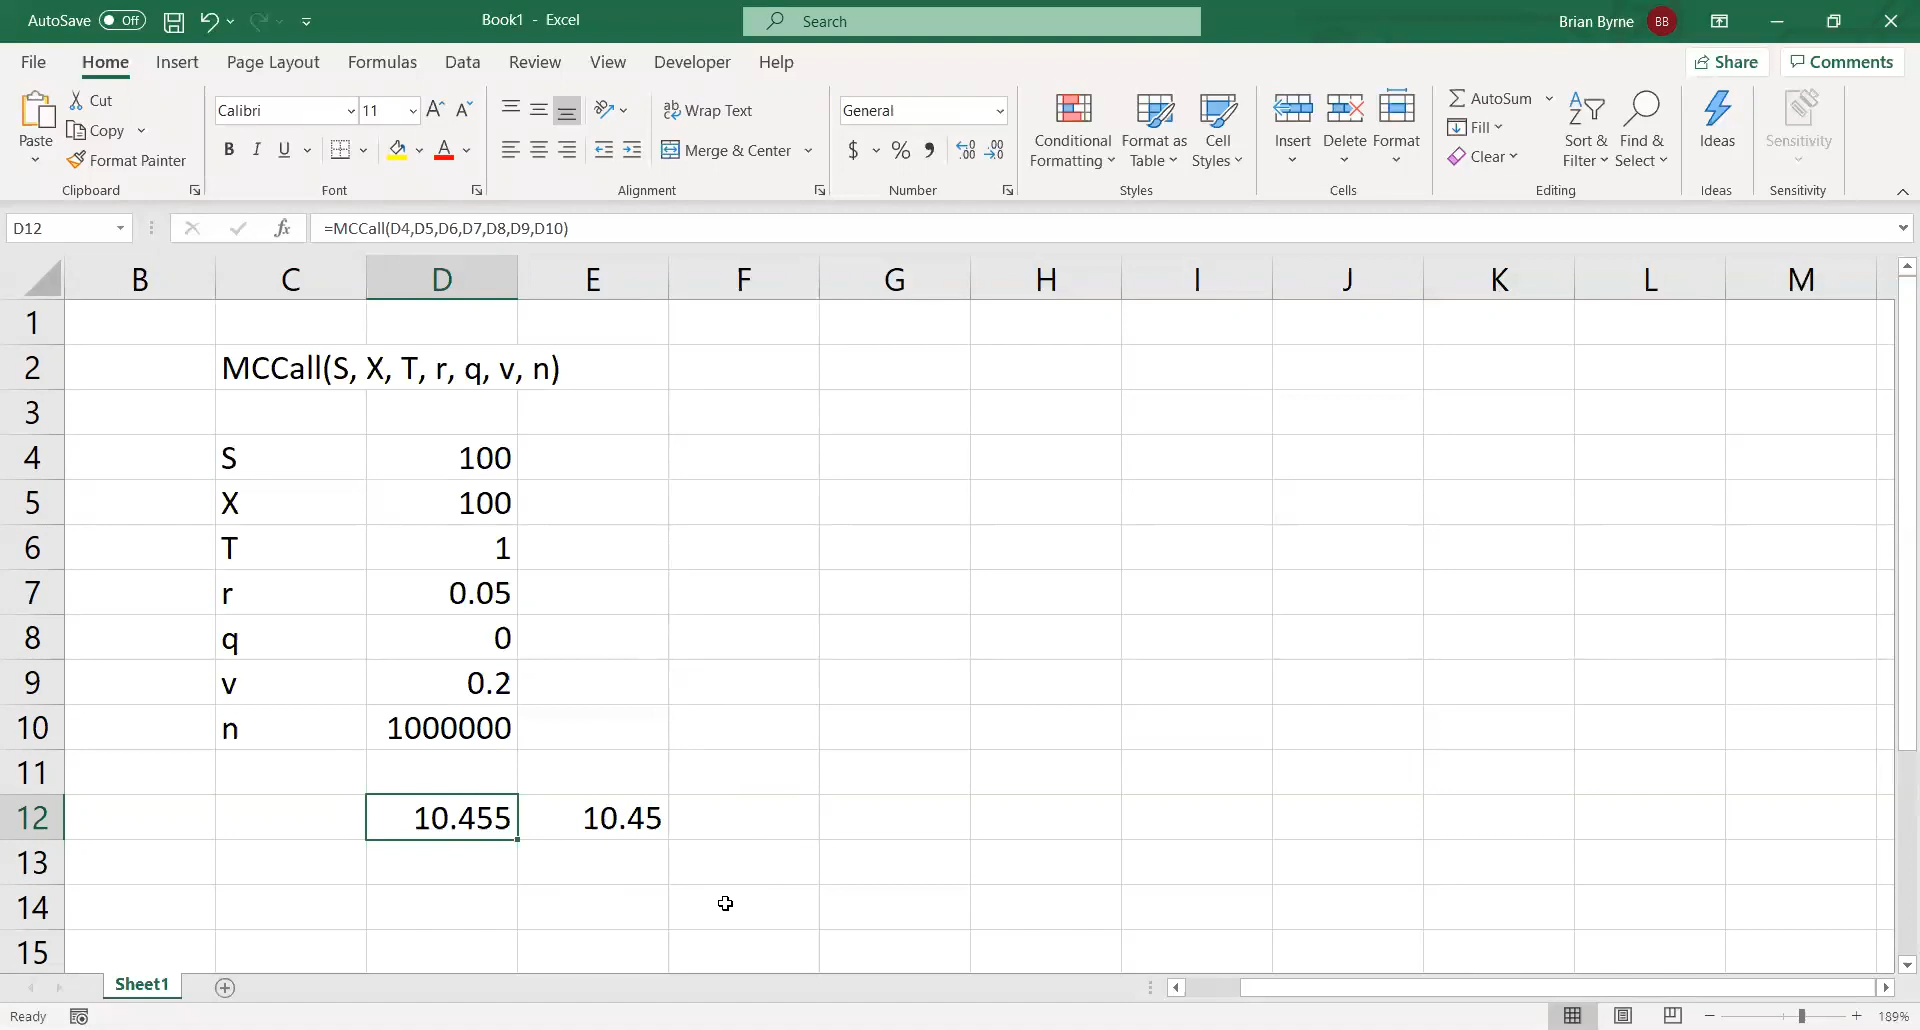 AutoSave Off Book1 - Excel Search Brian Byrne BB
File Home Insert Page Layout Formulas Data Review View Developer Help Share Comments
Paste
Cut
Copy
Format Painter
Clipboard
Calibri 11
B I U
Font
Wrap Text
Merge & Center
Alignment
General
$ % 9
Number
Conditional Formatting
Format as Table
Cell Styles
Styles
Insert Delete Format
Cells
AutoSum
Fill
Clear
Sort & Filter
Find & Select
Editing
Ideas
Ideas
Sensitivity
Sensitivity
D12 fx =MCCall(D4,D5,D6,D7,D8,D9,D10)
B C D E F G H I J K L M
1
2 MCCall(S, X, T, r, q, v, n)
3
4 S 100
5 X 100
6 T 1
7 r 0.05
8 q 0
9 v 0.2
10 n 1000000
11
12 10.455 10.45
13
14
15
Sheet1
Ready 189%